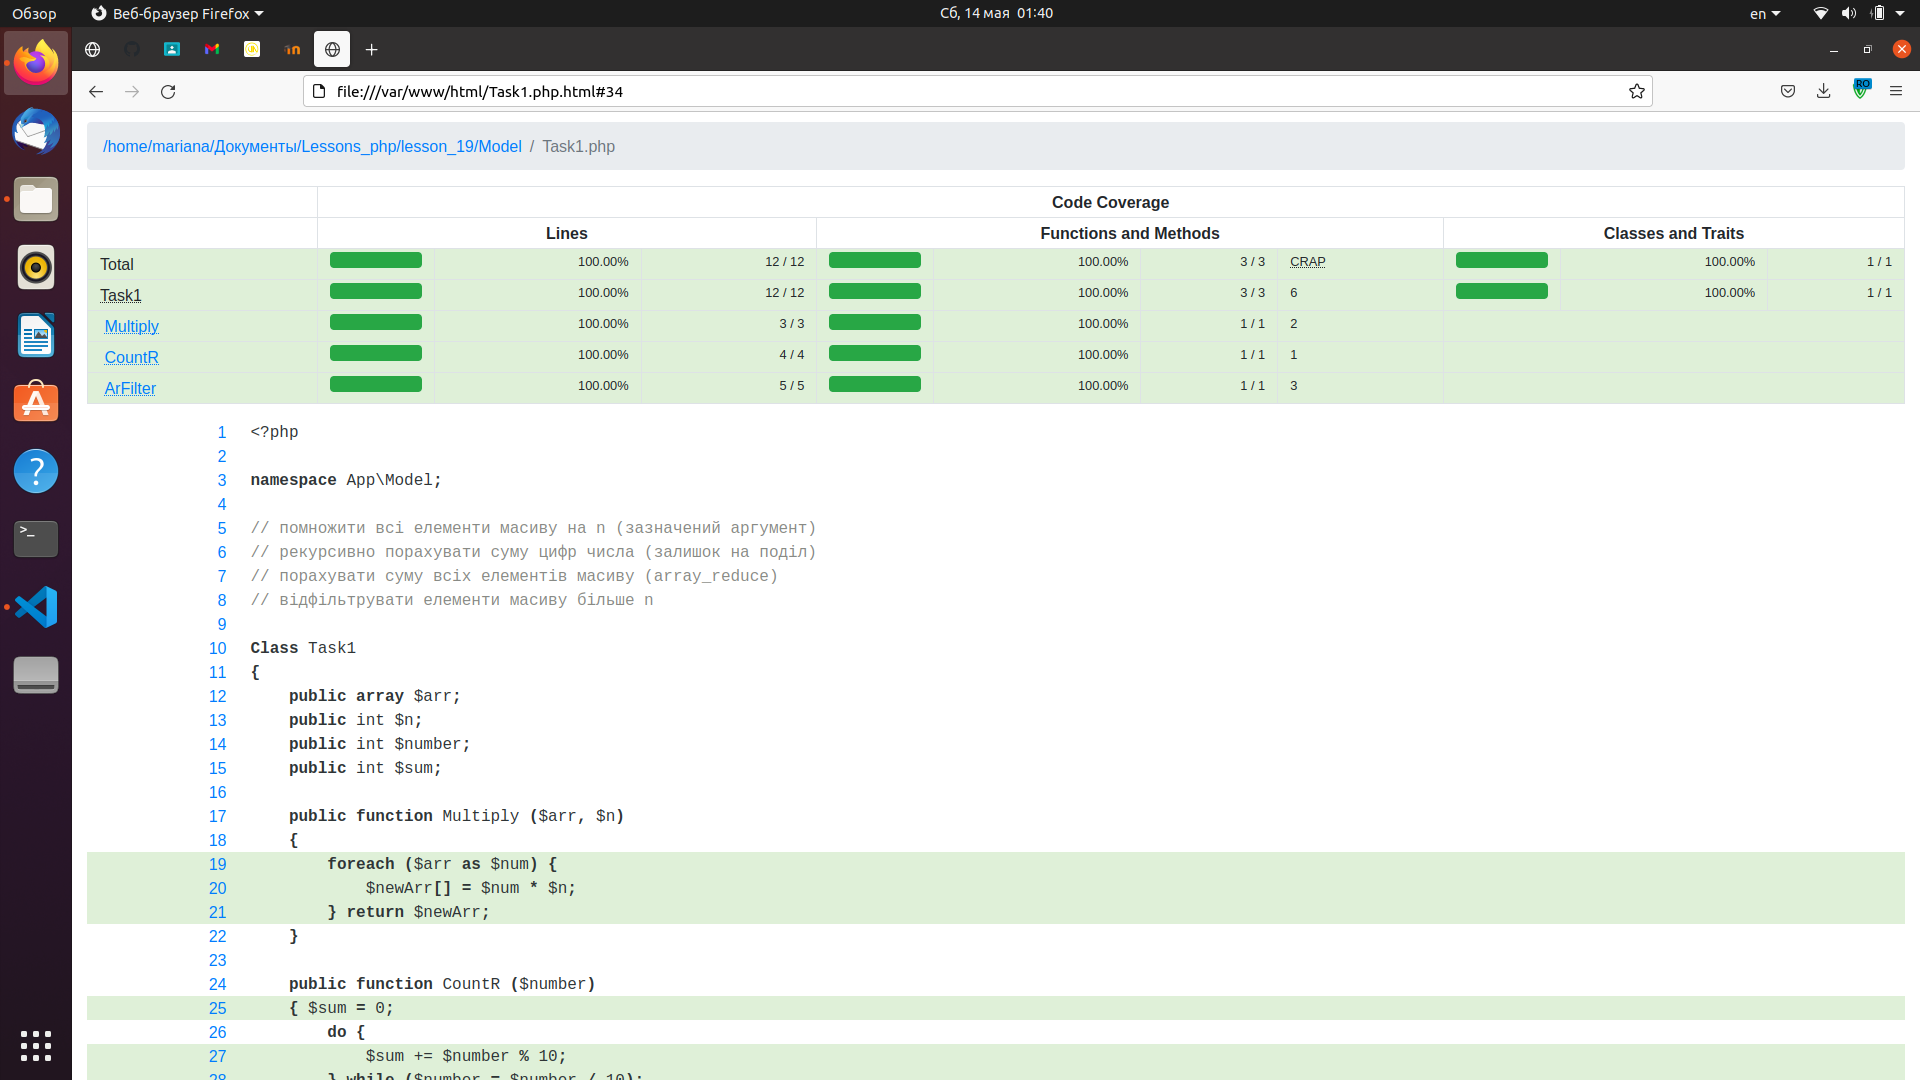 Обзор Веб-браузер Firefox Сб, 14 мая 01:40 en
file:///var/www/html/Task1.php.html#34 RO
/home/mariana/Документы/Lessons_php/lesson_19/Model / Task1.php
Code Coverage
Lines Functions and Methods Classes and Traits
Total 100.00% 12 / 12 100.00% 3 / 3 CRAP 100.00% 1 / 1
Task1 100.00% 12 / 12 100.00% 3 / 3 6 100.00% 1 / 1
Multiply 100.00% 3 / 3 100.00% 1 / 1 2
CountR 100.00% 4 / 4 100.00% 1 / 1 1
ArFilter 100.00% 5 / 5 100.00% 1 / 1 3
1 <?php
2
3 namespace App\Model;
4
5 // помножити всі елементи масиву на n (зазначений аргумент)
6 // рекурсивно порахувати суму цифр числа (залишок на поділ)
7 // порахувати суму всіх елементів масиву (array_reduce)
8 // відфільтрувати елементи масиву більше n
9
10 Class Task1
11 {
12 public array $arr;
13 public int $n;
14 public int $number;
15 public int $sum;
16
17 public function Multiply ($arr, $n)
18 {
19 foreach ($arr as $num) {
20 $newArr[] = $num * $n;
21 } return $newArr;
22 }
23
24 public function CountR ($number)
25 { $sum = 0;
26 do {
27 $sum += $number % 10;
28 } while ($number = $number / 10);